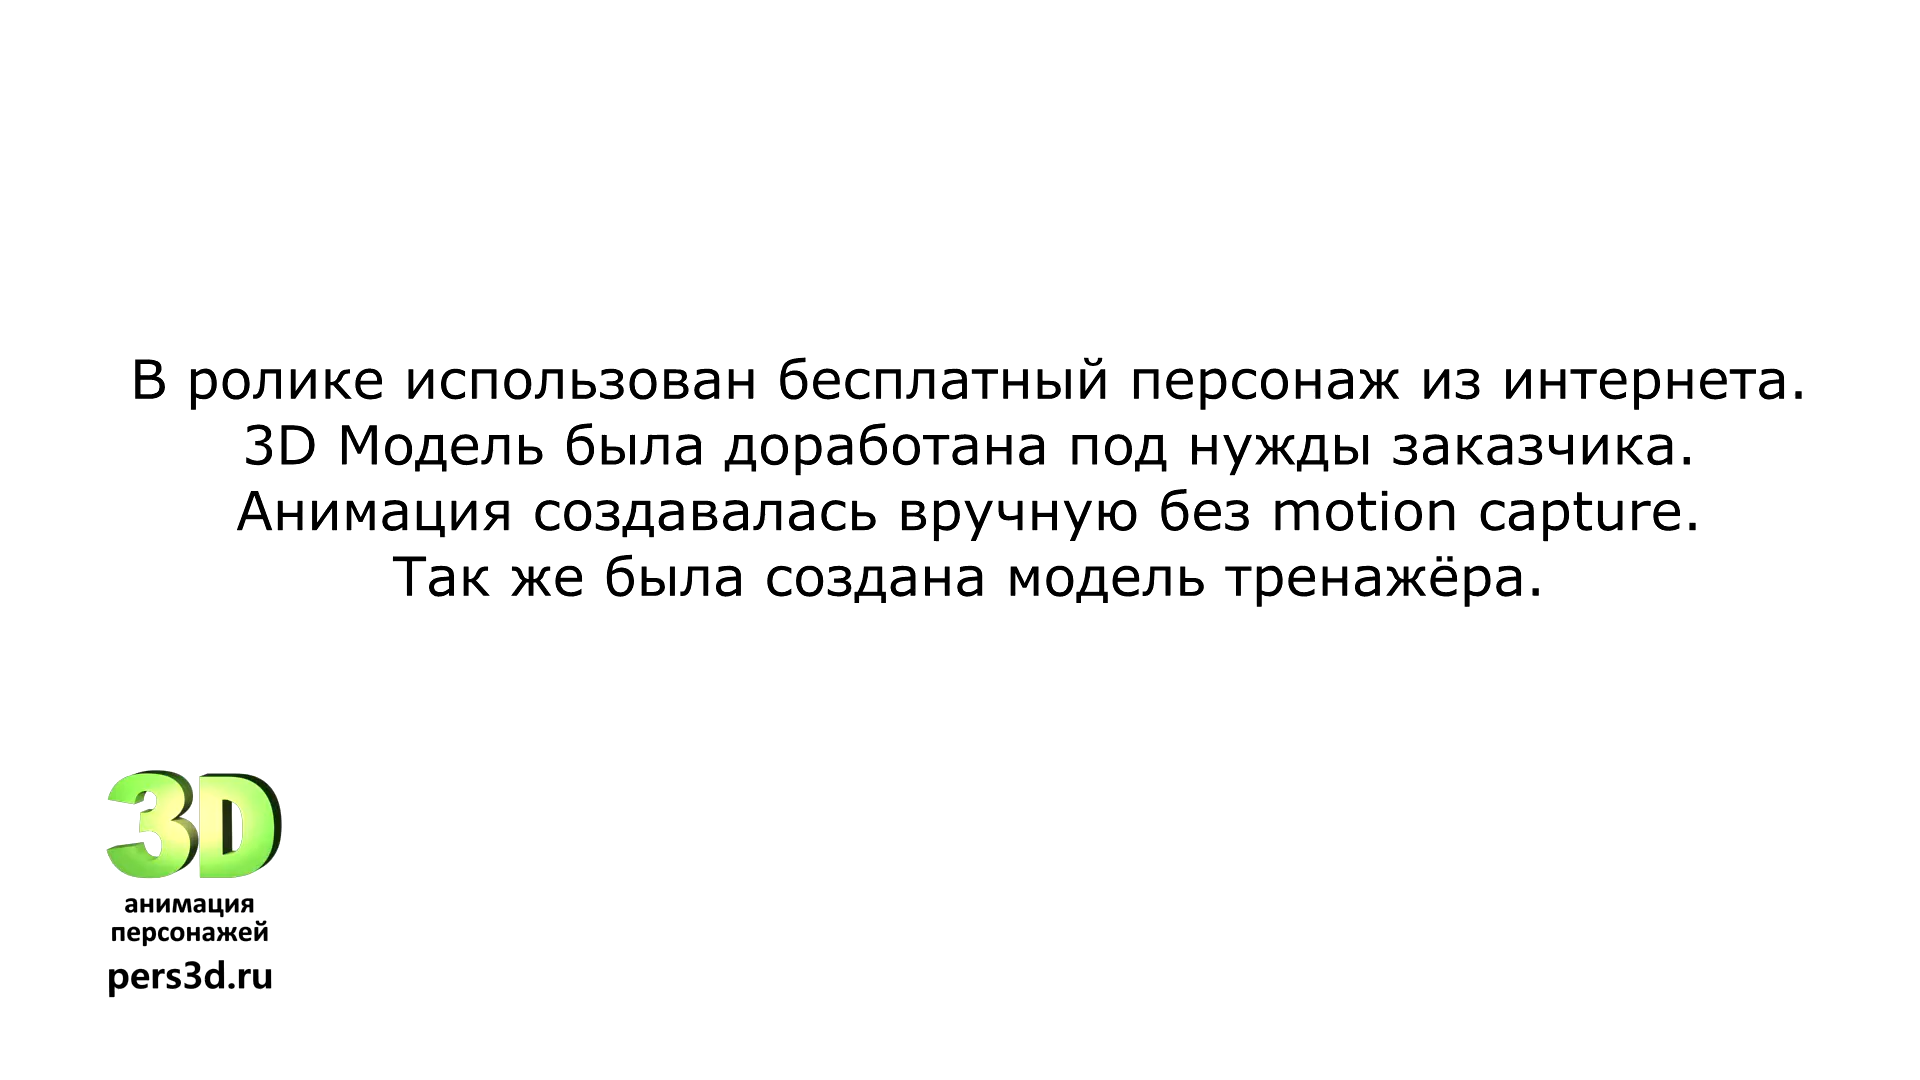 В ролике использован бесплатный персонаж из интернета.
3D Модель была доработана под нужды заказчика.
Анимация создавалась вручную без motion capture.
Так же была создана модель тренажёра.
3D
анимация
персонажей
pers3d.ru